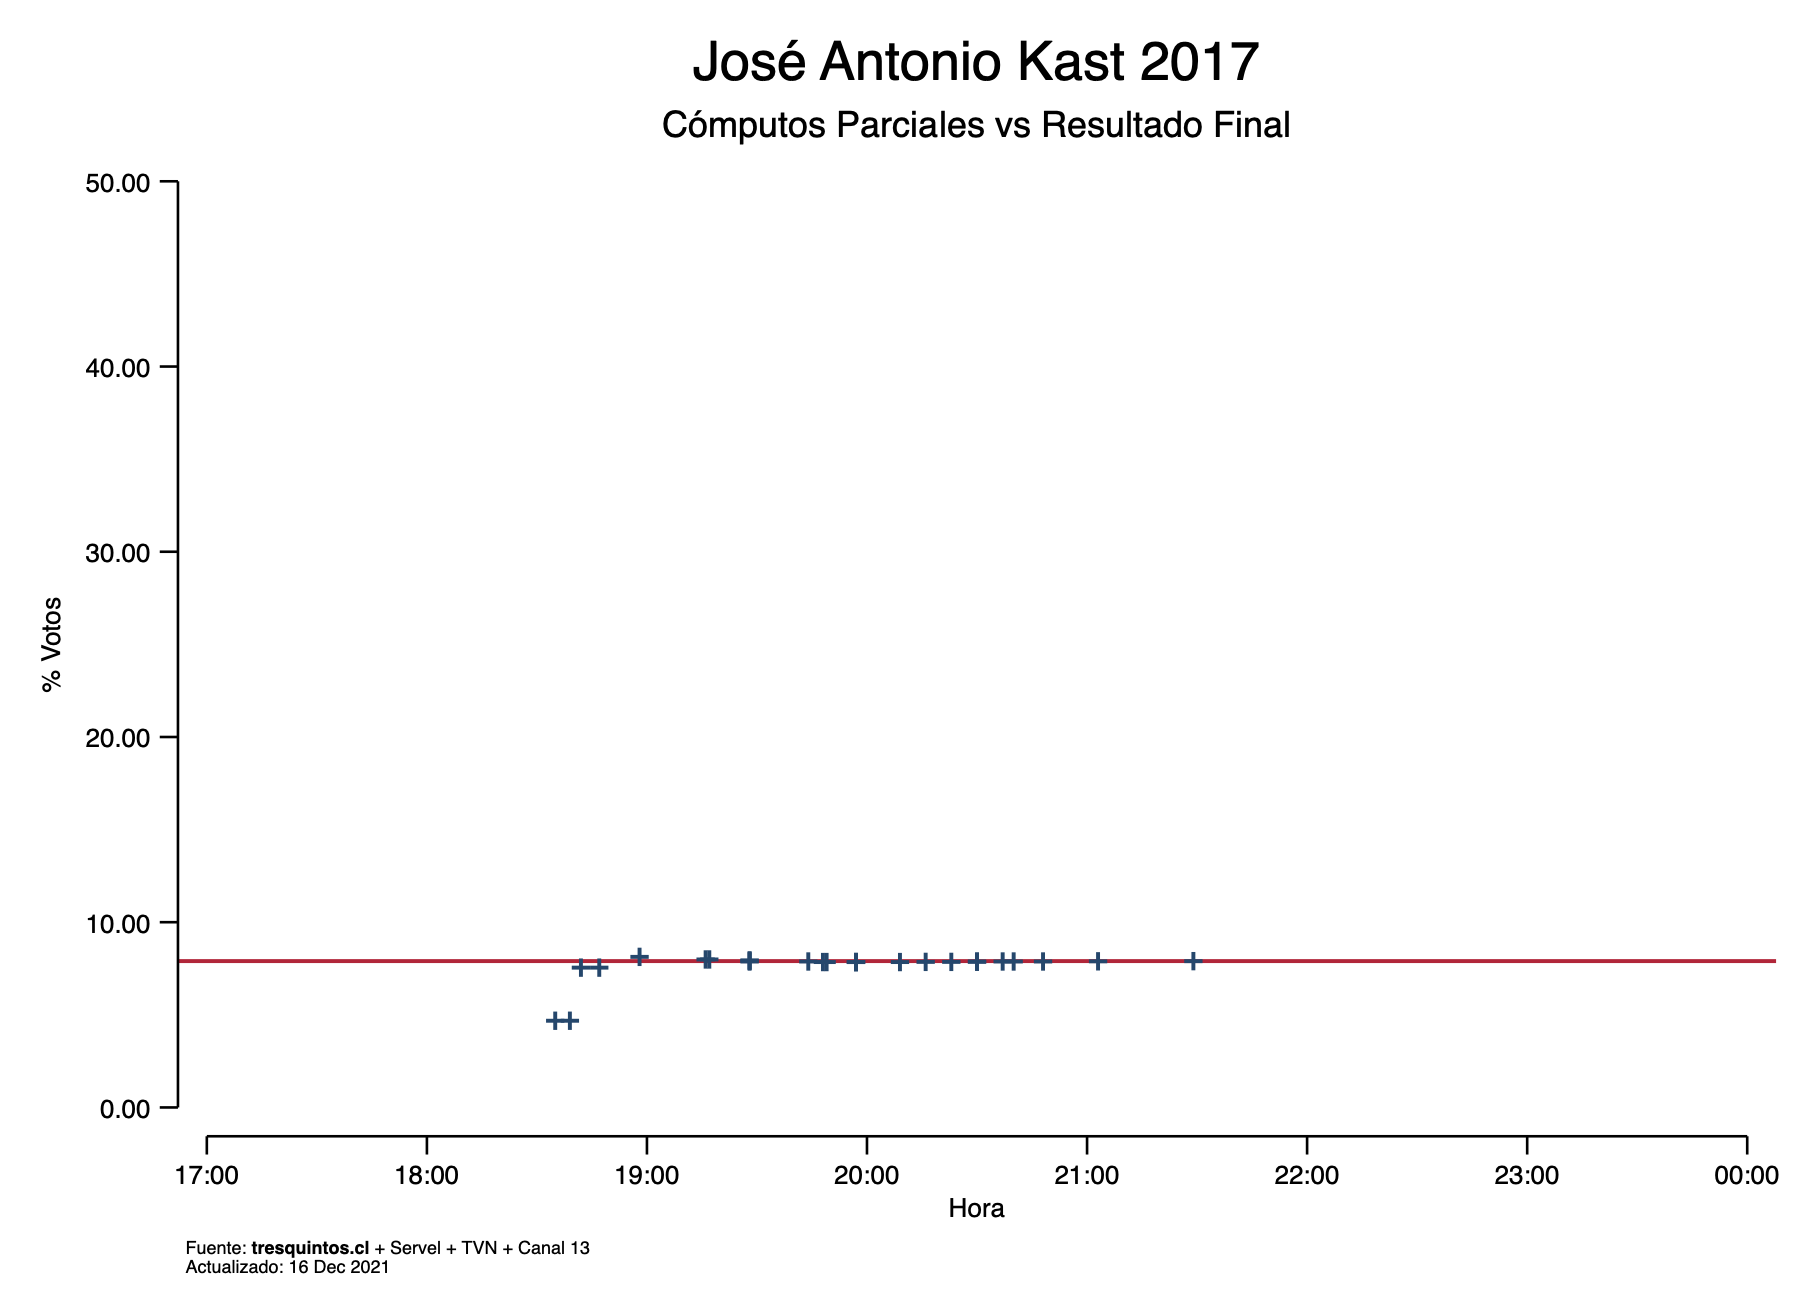 José Antonio Kast 2017
Cómputos Parciales vs Resultado Final
50.00
40.00
30.00
20.00
10.00
0.00
% Votos
17:00 18:00 19:00 20:00 21:00 22:00 23:00 00:00
Hora
Fuente: tresquintos.cl + Servel + TVN + Canal 13
Actualizado: 16 Dec 2021